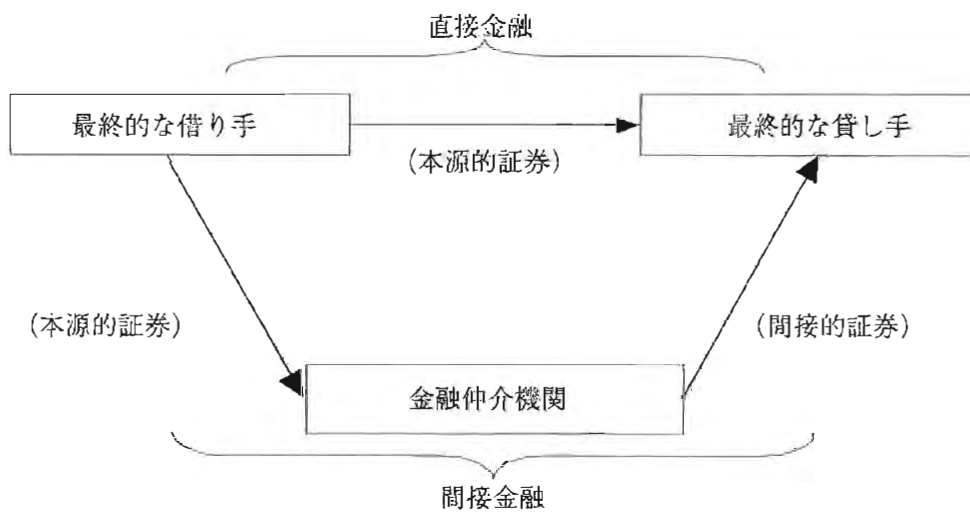 直接金融
最終的な借り手
最終的な貸し手
(本源的証券)
(本源的証券)
(間接的証券)
金融仲介機関
間接金融